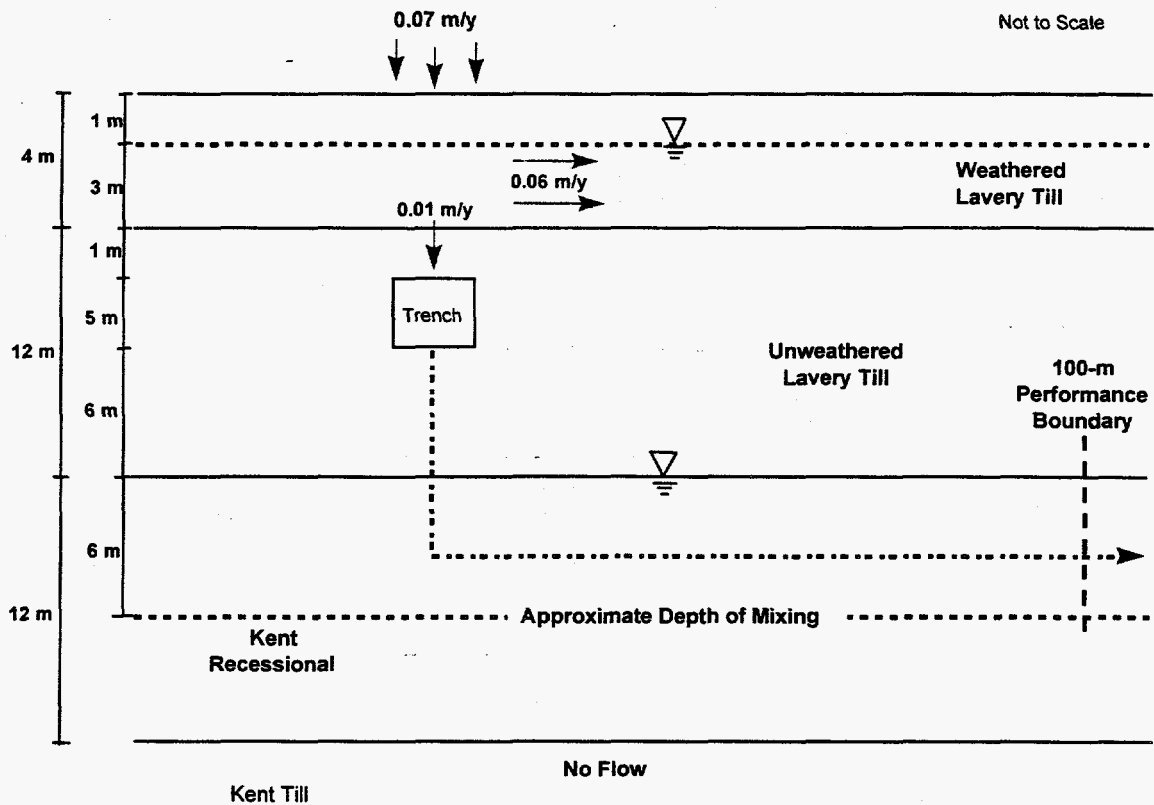 0.07 m/y
Not to Scale
1 m
4 m
3 m
0.06 m/y
Weathered
Lavery Till
0.01 m/y
1 m
Trench
5 m
12 m
Unweathered
Lavery Till
100-m
Performance
Boundary
6 m
6 m
12 m
Approximate Depth of Mixing
Kent
Recessional
No Flow
Kent Till